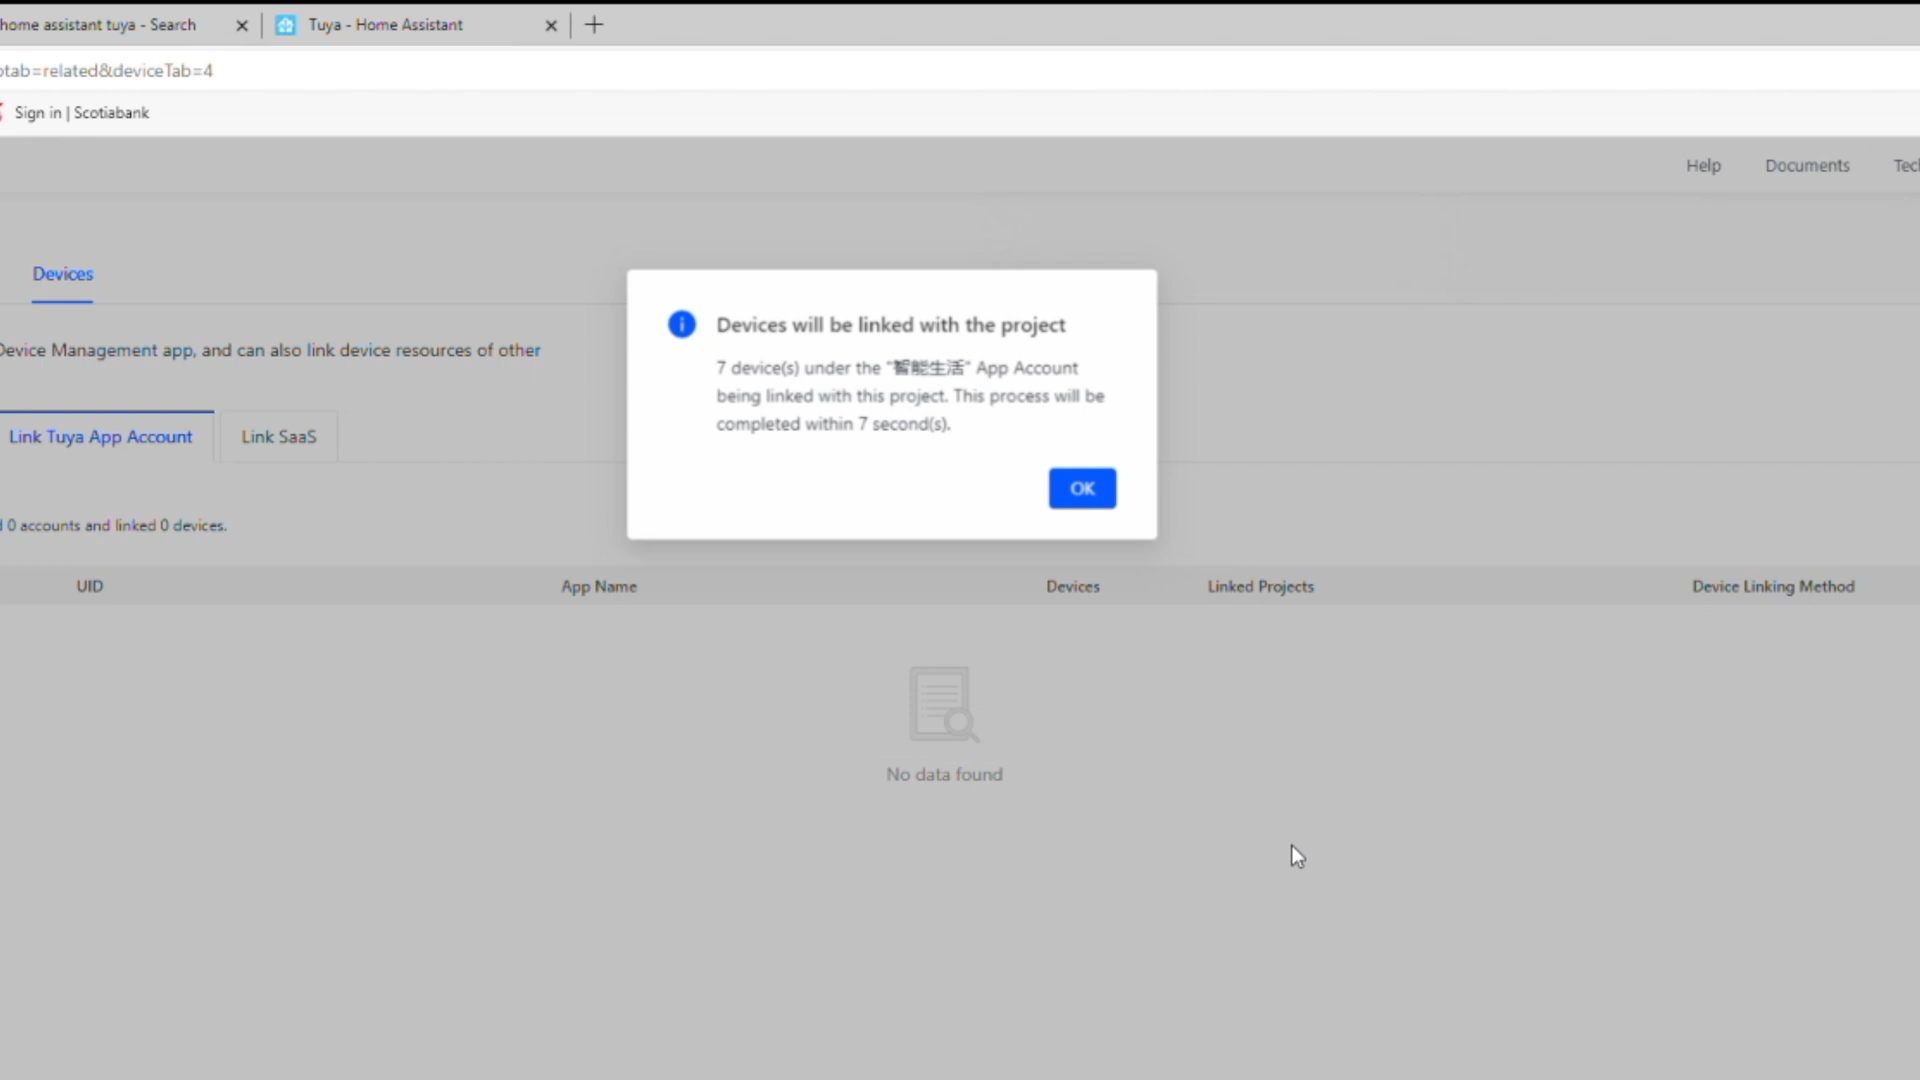 home assistant tuya - Search
Tuya - Home Assistant
otab=related&deviceTab=4
Sign in | Scotiabank
Help
Documents
Devices
Device Management app, and can also link device resources of other
Link Tuya App Account
Link SaaS
0 accounts and linked 0 devices.
Devices will be linked with the project
7 device(s) under the "智能生活" App Account
being linked with this project. This process will be
completed within 7 second(s).
OK
UID
App Name
Devices
Linked Projects
Device Linking Method
No data found